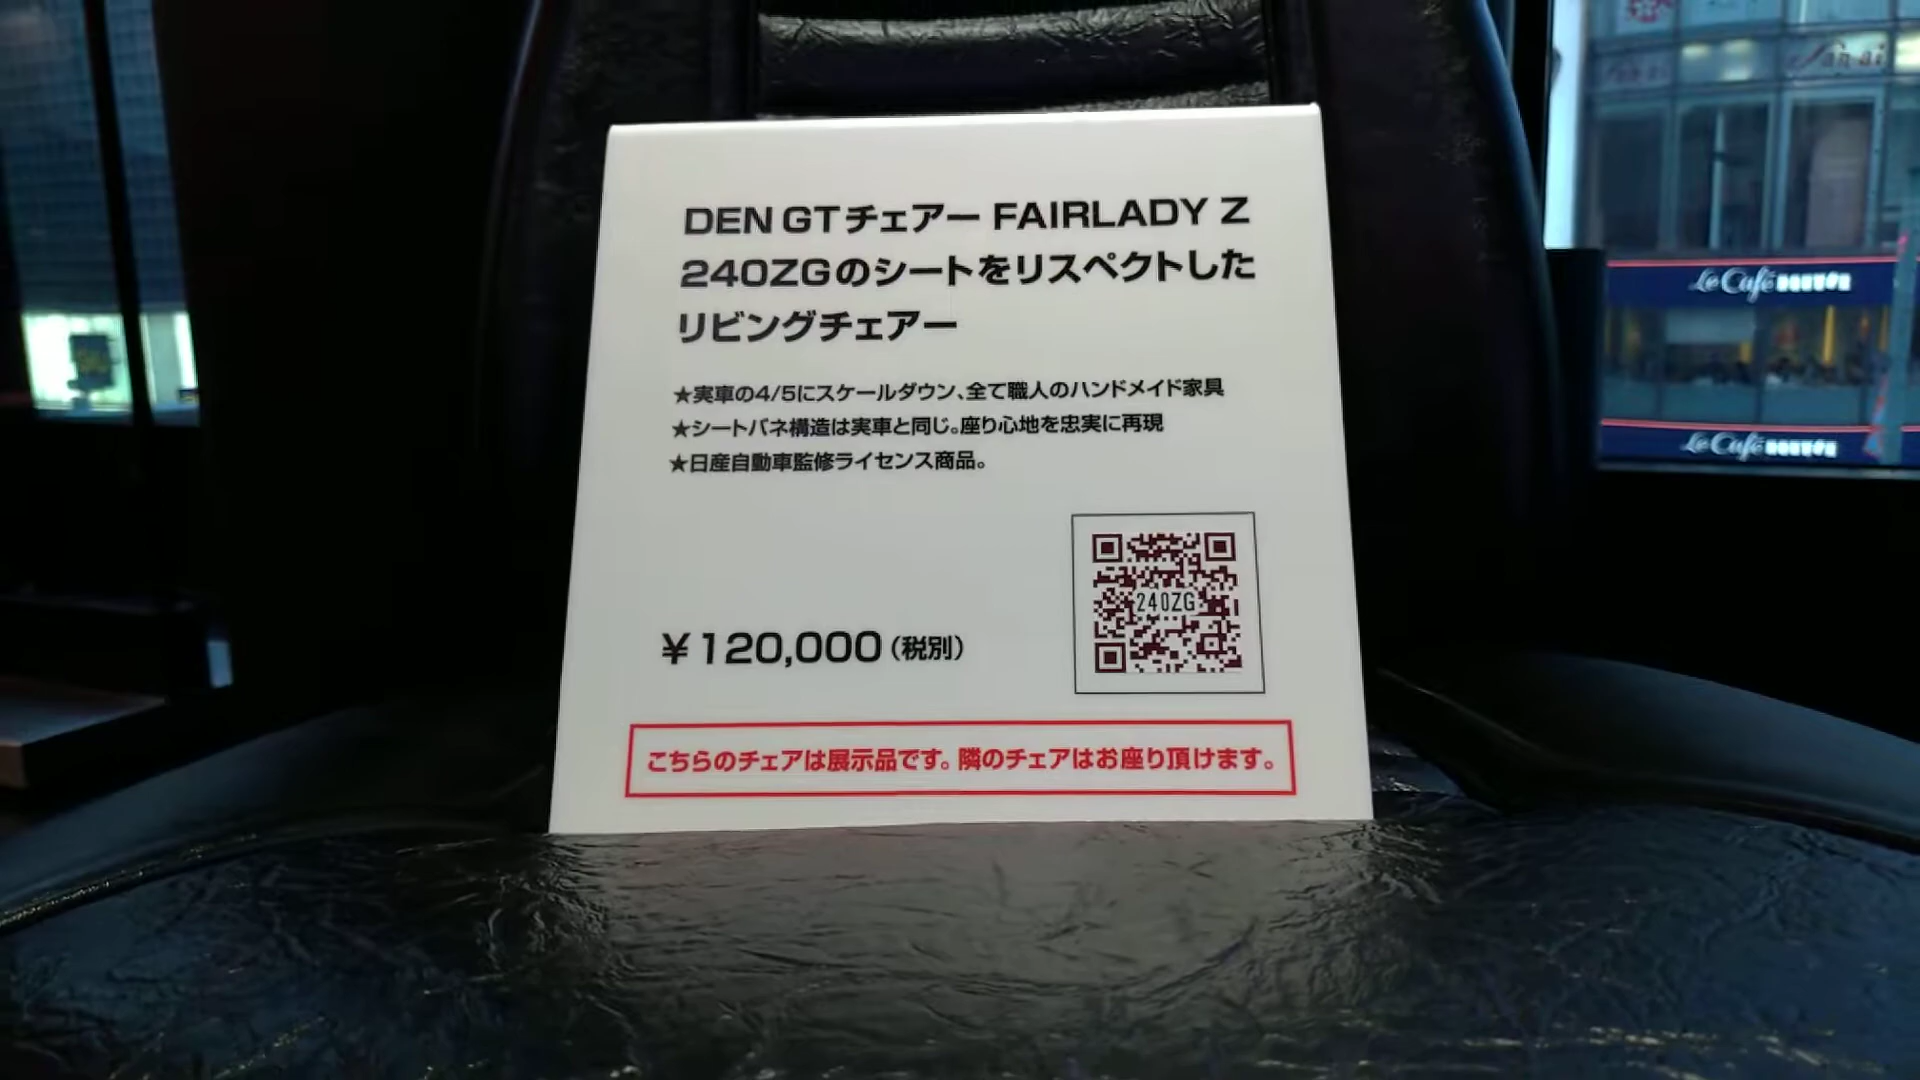 DEN GTチェアー FAIRLADY Z
240ZGのシートをリスペクトした
リビングチェアー
★実車の4/5にスケールダウン、全て職人のハンドメイド家具
★シートバネ構造は実車と同じ。座り心地を忠実に再現
★日産自動車監修ライセンス商品。
240ZG
¥120,000(税別)
こちらのチェアは展示品です。隣のチェアはお座り頂けます。
San ai
Le Café
Le Café